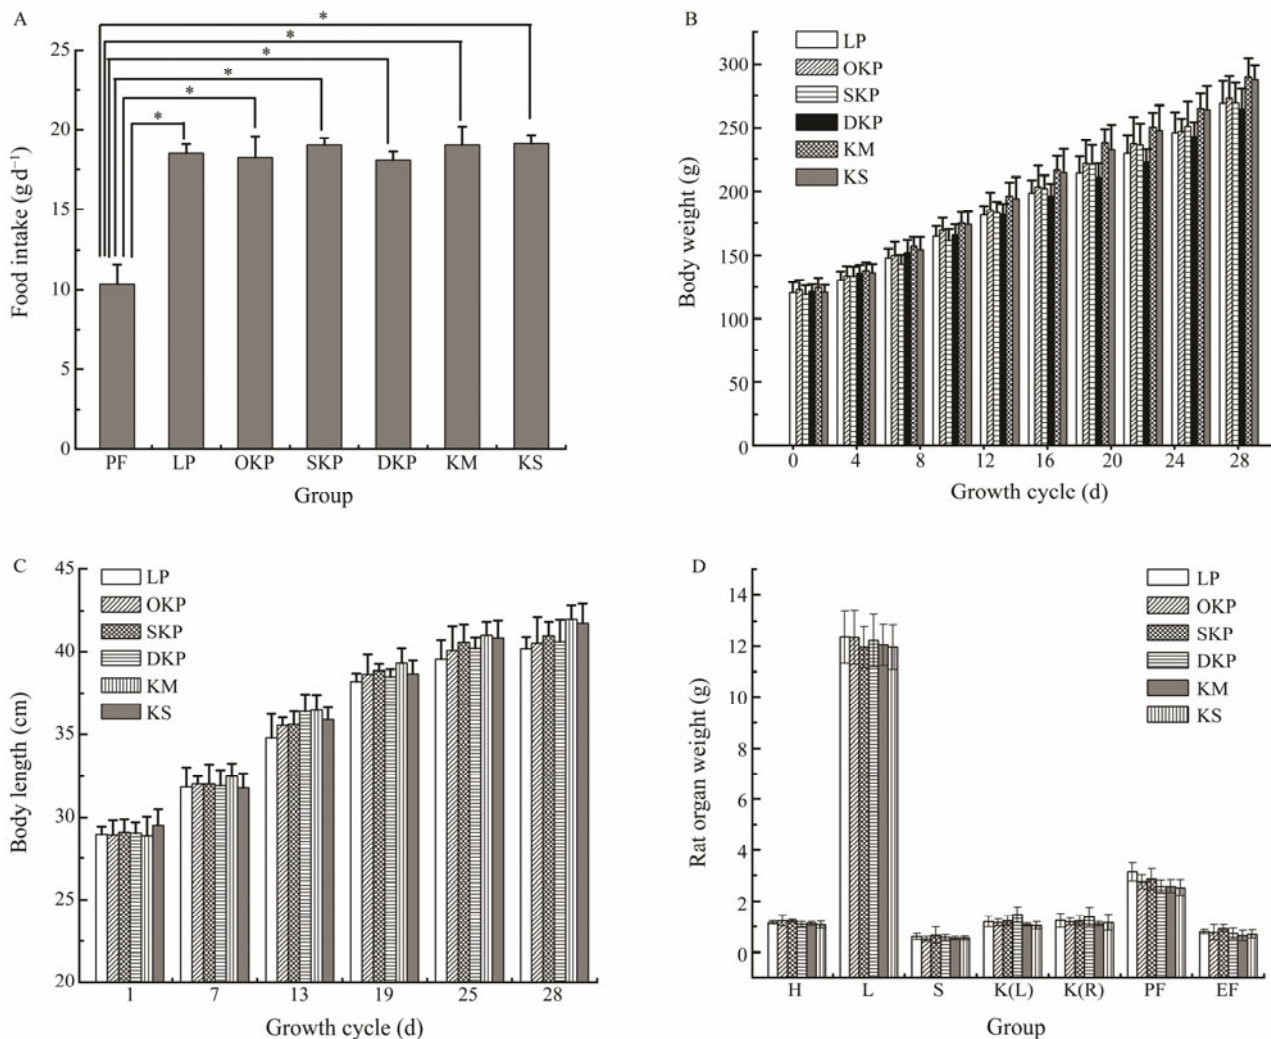 A
* 
*
*
*
*
*
25
20
15
10
5
0
Food intake (g d⁻¹)
PF LP OKP SKP DKP KM KS
Group
B
LP
OKP
SKP
DKP
KM
KS
300
250
200
150
100
50
0
Body weight (g)
0 4 8 12 16 20 24 28
Growth cycle (d)
C
LP
OKP
SKP
DKP
KM
KS
45
40
35
30
25
20
Body length (cm)
1 7 13 19 25 28
Growth cycle (d)
D
LP
OKP
SKP
DKP
KM
KS
14
12
10
8
6
4
2
0
Rat organ weight (g)
H L S K(L) K(R) PF EF
Group